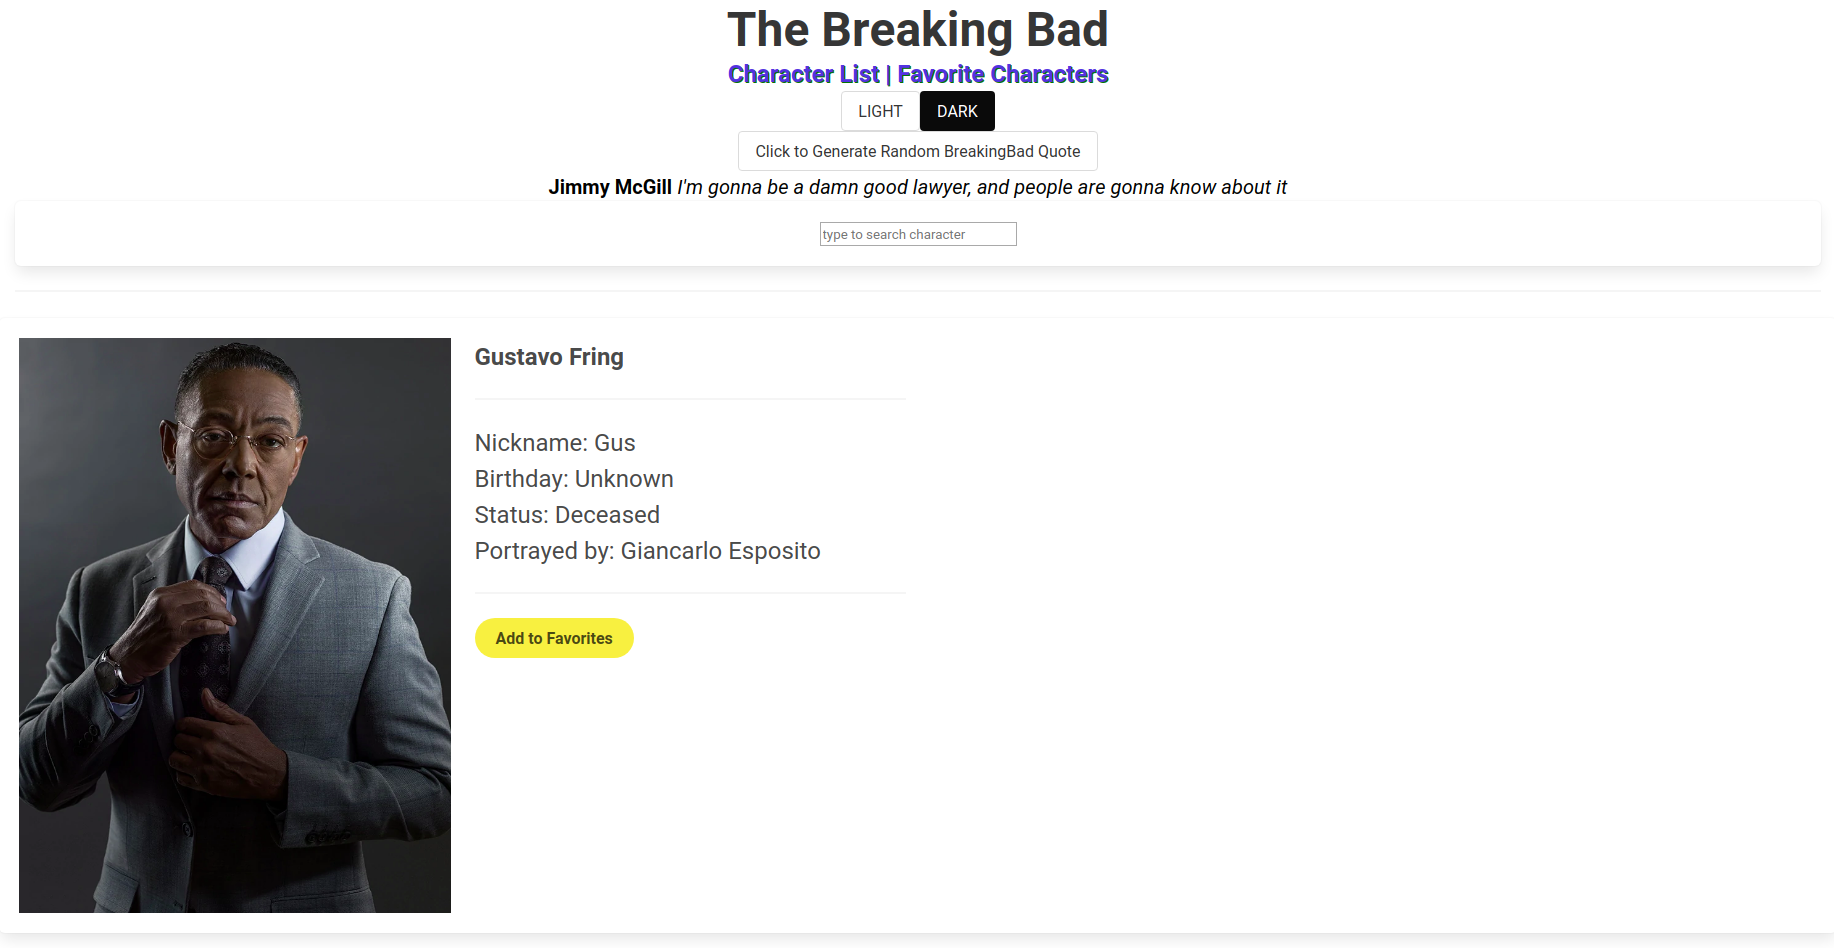 The Breaking Bad
Character List | Favorite Characters
LIGHT DARK
Click to Generate Random BreakingBad Quote
Jimmy McGill I'm gonna be a damn good lawyer, and people are gonna know about it
type to search character
Gustavo Fring
Nickname: Gus
Birthday: Unknown
Status: Deceased
Portrayed by: Giancarlo Esposito
Add to Favorites